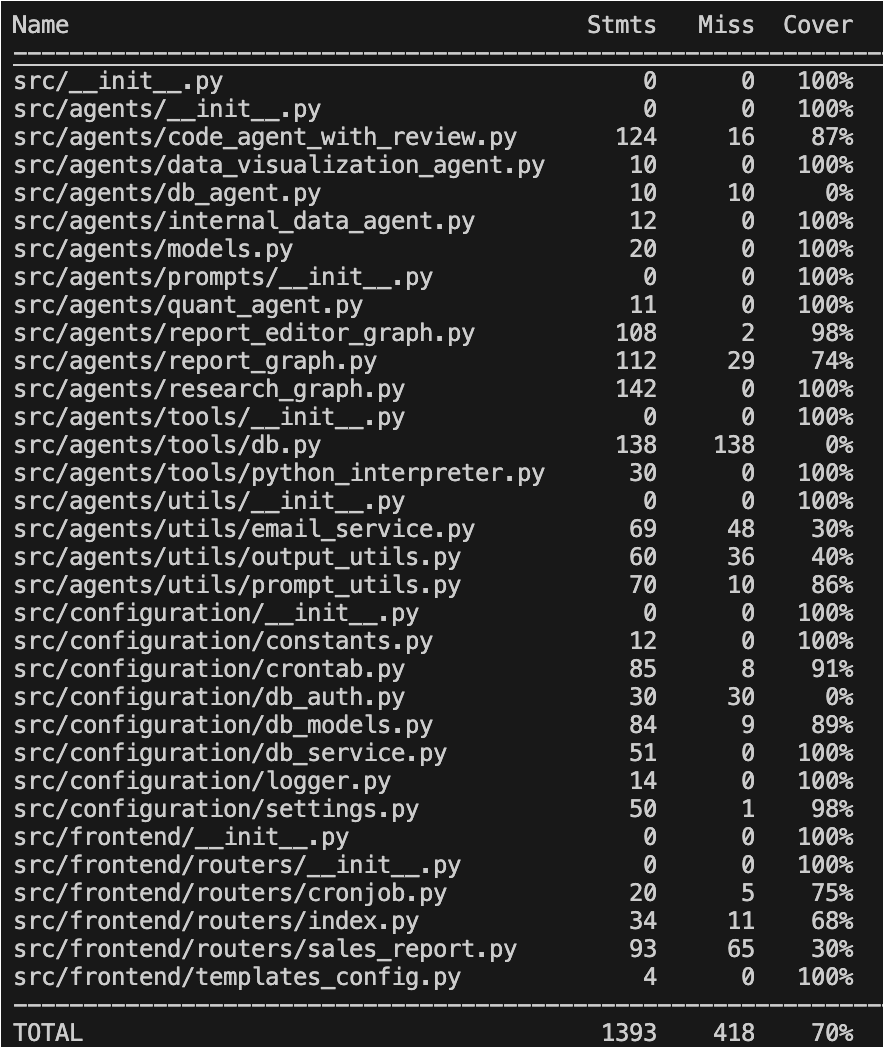 Name Stmts Miss Cover
src/__init__.py 0 0 100%
src/agents/__init__.py 0 0 100%
src/agents/code_agent_with_review.py 124 16 87%
src/agents/data_visualization_agent.py 10 0 100%
src/agents/db_agent.py 10 10 0%
src/agents/internal_data_agent.py 12 0 100%
src/agents/models.py 20 0 100%
src/agents/prompts/__init__.py 0 0 100%
src/agents/quant_agent.py 11 0 100%
src/agents/report_editor_graph.py 108 2 98%
src/agents/report_graph.py 112 29 74%
src/agents/research_graph.py 142 0 100%
src/agents/tools/__init__.py 0 0 100%
src/agents/tools/db.py 138 138 0%
src/agents/tools/python_interpreter.py 30 0 100%
src/agents/utils/__init__.py 0 0 100%
src/agents/utils/email_service.py 69 48 30%
src/agents/utils/output_utils.py 60 36 40%
src/agents/utils/prompt_utils.py 70 10 86%
src/configuration/__init__.py 0 0 100%
src/configuration/constants.py 12 0 100%
src/configuration/crontab.py 85 8 91%
src/configuration/db_auth.py 30 30 0%
src/configuration/db_models.py 84 9 89%
src/configuration/db_service.py 51 0 100%
src/configuration/logger.py 14 0 100%
src/configuration/settings.py 50 1 98%
src/frontend/__init__.py 0 0 100%
src/frontend/routers/__init__.py 0 0 100%
src/frontend/routers/cronjob.py 20 5 75%
src/frontend/routers/index.py 34 11 68%
src/frontend/routers/sales_report.py 93 65 30%
src/frontend/templates_config.py 4 0 100%
TOTAL 1393 418 70%